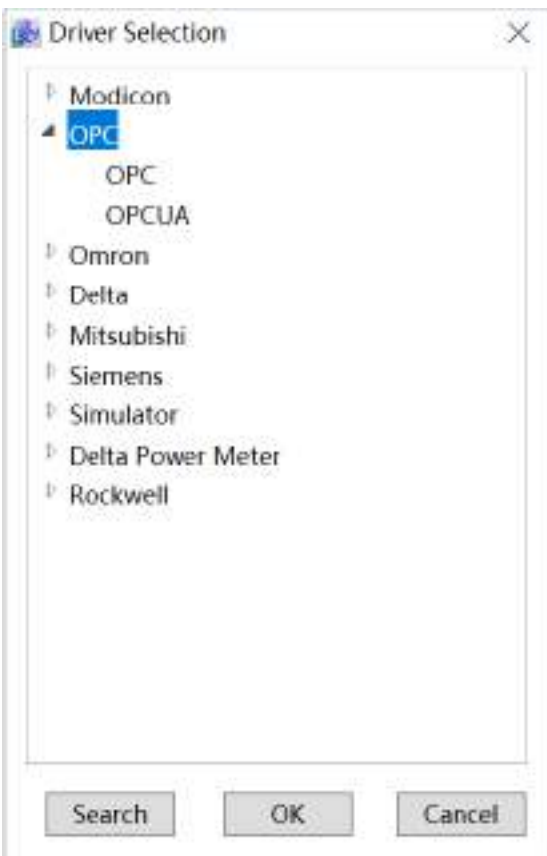 Driver Selection
Modicon
OPC
OPC
OPCUA
Omron
Delta
Mitsubishi
Siemens
Simulator
Delta Power Meter
Rockwell
Search OK Cancel